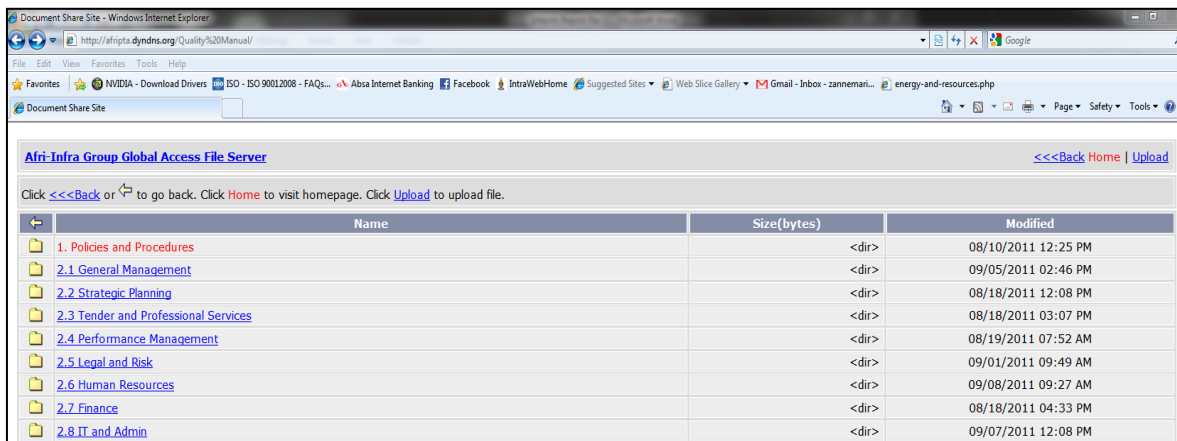 Document Share Site - Windows Internet Explorer
http://afripta.dyndns.org/Quality%20Manual/
Google
File Edit View Favorites Tools Help
Favorites NVIDIA - Download Drivers ISO - ISO 90012008 - FAQs... Absa Internet Banking Facebook IntraWebHome Suggested Sites Web Slice Gallery Gmail - Inbox - zannemari... energy-and-resources.php
Document Share Site Page Safety Tools
Afri-Infra Group Global Access File Server <<<Back Home | Upload
Click <<<Back or to go back. Click Home to visit homepage. Click Upload to upload file.
Name Size(bytes) Modified
1. Policies and Procedures <dir> 08/10/2011 12:25 PM
2.1 General Management <dir> 09/05/2011 02:46 PM
2.2 Strategic Planning <dir> 08/18/2011 12:08 PM
2.3 Tender and Professional Services <dir> 08/18/2011 03:07 PM
2.4 Performance Management <dir> 08/19/2011 07:52 AM
2.5 Legal and Risk <dir> 09/01/2011 09:49 AM
2.6 Human Resources <dir> 09/08/2011 09:27 AM
2.7 Finance <dir> 08/18/2011 04:33 PM
2.8 IT and Admin <dir> 09/07/2011 12:08 PM